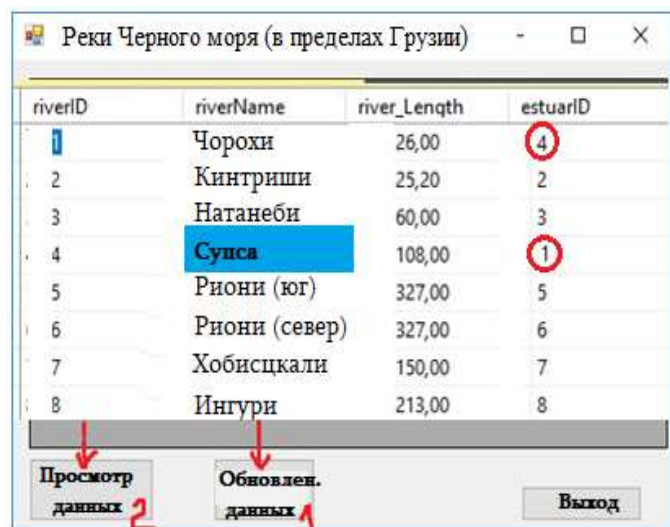 Реки Черного моря (в пределах Грузии)
riverID riverName river_Length estuarID
1 Чорохи 26,00 4
2 Кинтриши 25,20 2
3 Натанеби 60,00 3
4 Супса 108,00 1
5 Риони (юг) 327,00 5
6 Риони (север) 327,00 6
7 Хобисцкали 150,00 7
8 Ингури 213,00 8
Просмотр
данных 2
Обновлен.
данных 1
Выход